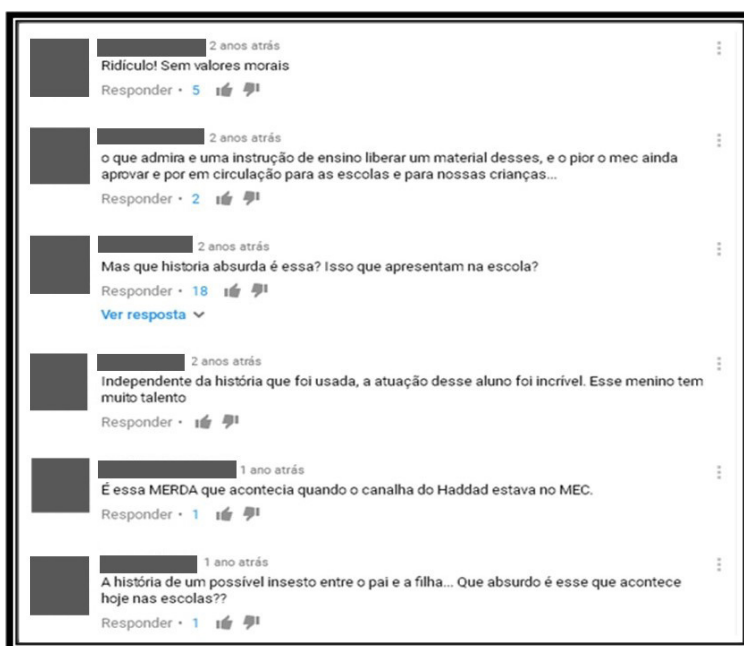 2 anos atrás
Ridículo! Sem valores morais
Responder • 5
2 anos atrás
o que admira e uma instrução de ensino liberar um material desses, e o pior o mec ainda
aprovar e por em circulação para as escolas e para nossas crianças...
Responder • 2
2 anos atrás
Mas que historia absurda é essa? Isso que apresentam na escola?
Responder • 18
Ver resposta
2 anos atrás
Independente da história que foi usada, a atuação desse aluno foi incrível. Esse menino tem
muito talento
Responder •
1 ano atrás
É essa MERDA que acontecia quando o canalha do Haddad estava no MEC.
Responder • 1
1 ano atrás
A história de um possível insesto entre o pai e a filha... Que absurdo é esse que acontece
hoje nas escolas??
Responder • 1